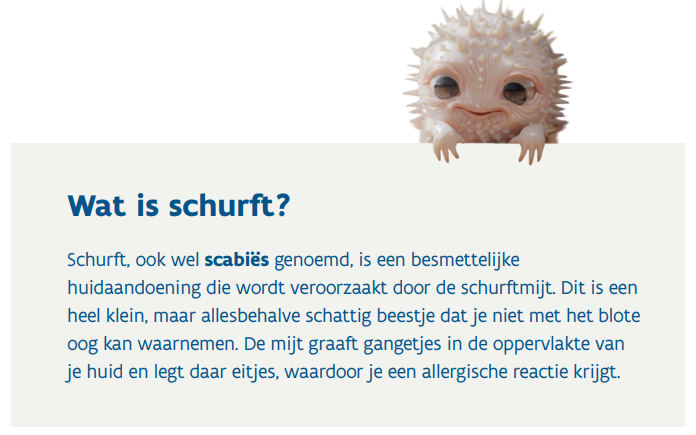 Wat is schurft?
Schurft, ook wel scabiës genoemd, is een besmettelijke
huidaandoening die wordt veroorzaakt door de schurftmijt. Dit is een
heel klein, maar allesbehalve schattig beestje dat je niet met het blote
oog kan waarnemen. De mijt graaft gangetjes in de oppervlakte van
je huid en legt daar eitjes, waardoor je een allergische reactie krijgt.